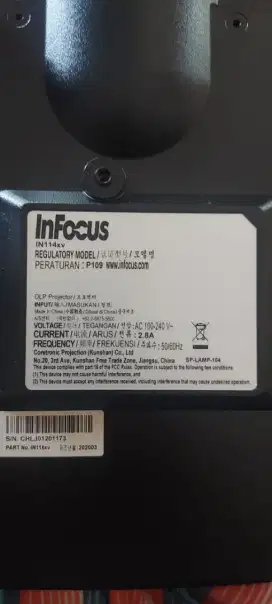 InFocus
IN114xv
REGULATORY MODEL/
PERATURAN : P109 www.infocus.com
DLP Projector/
INPUT/ /MASUKAN/ :
Made in China
VOLTAGE/ / TEGANGAN/ : AC 100-240 V~
CURRENT/ /ARUS/ : 2.8A
FREQUENCY/ /FREKUENSI/ : 50/60Hz
Coretronic Projection (Kunshan) Co., Ltd
No.20, 3rd Ave, Kunshan Free Trade Zone, Jiangsu, China
SP-LAMP-104
This device complies with part 15 of the FCC Rules. Operation is subject to the following two conditions
(1) This device may not cause harmful interference, and
(2) This device must accept any interference received, including interference that may cause undesired operation.
S/N: CHLJ01201173
PART No. IN114xv
202003